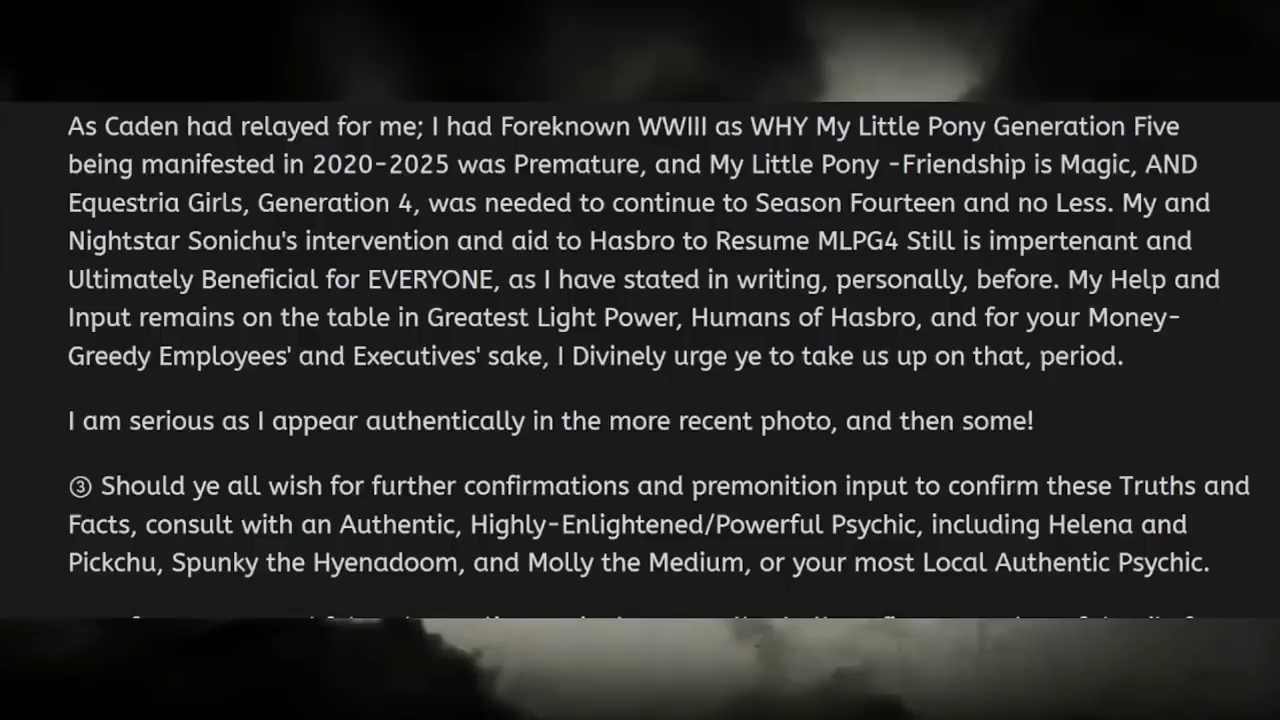 As Caden had relayed for me; I had Foreknown WWIII as WHY My Little Pony Generation Five
being manifested in 2020-2025 was Premature, and My Little Pony -Friendship is Magic, AND
Equestria Girls, Generation 4, was needed to continue to Season Fourteen and no Less. My and
Nightstar Sonichu's intervention and aid to Hasbro to Resume MLPG4 Still is impertenant and
Ultimately Beneficial for EVERYONE, as I have stated in writing, personally, before. My Help and
Input remains on the table in Greatest Light Power, Humans of Hasbro, and for your Money-
Greedy Employees' and Executives' sake, I Divinely urge ye to take us up on that, period.
I am serious as I appear authentically in the more recent photo, and then some!
③ Should ye all wish for further confirmations and premonition input to confirm these Truths and
Facts, consult with an Authentic, Highly-Enlightened/Powerful Psychic, including Helena and
Pickchu, Spunky the Hyenadoom, and Molly the Medium, or your most Local Authentic Psychic.